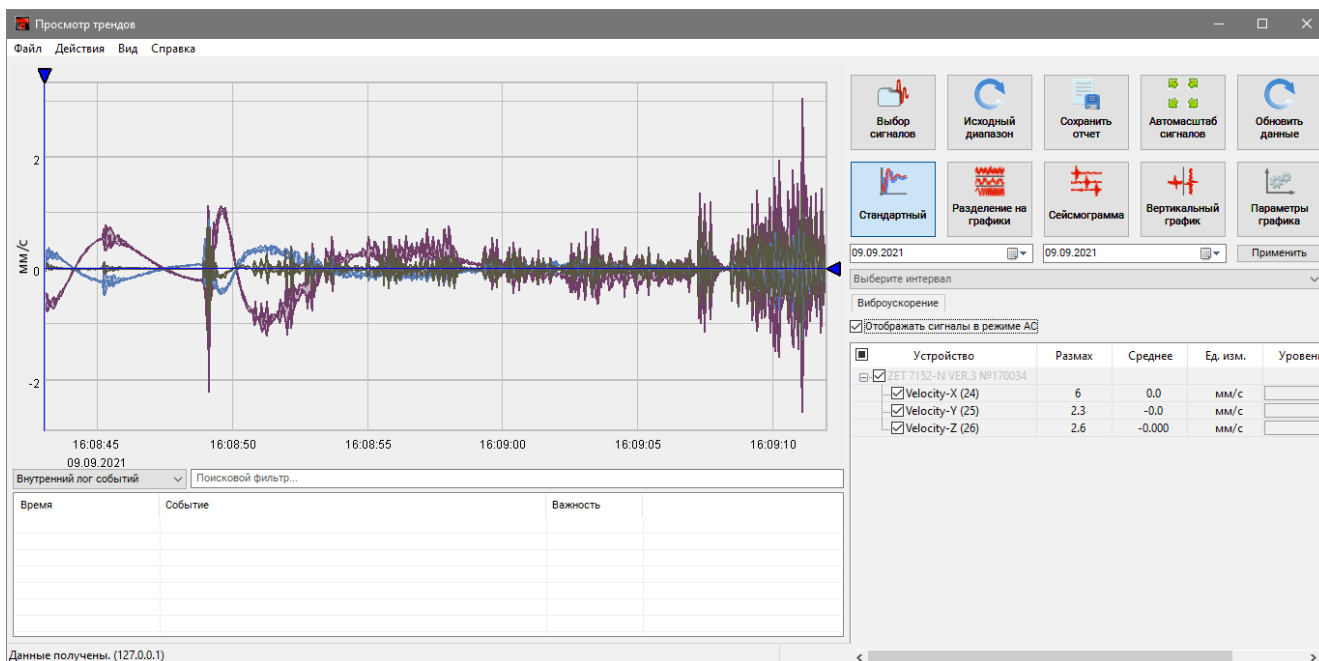 Просмотр трендов
Файл Действия Вид Справка
Выбор сигналов
Исходный диапазон
Сохранить отчет
Автомасштаб сигналов
Обновить данные
Стандартный
Разделение на графики
Сейсмограмма
Вертикальный график
Параметры графика
09.09.2021
09.09.2021
Применить
Выберите интервал
Виброускорение
Отображать сигналы в режиме AC
Устройство Размах Среднее Ед. изм. Уровень
ZET 7152-N VER.3 №170034
Velocity-X (24) 6 0.0 мм/с
Velocity-Y (25) 2.3 -0.0 мм/с
Velocity-Z (26) 2.6 -0.000 мм/с
мм/с
2
0
-2
16:08:45 16:08:50 16:08:55 16:09:00 16:09:05 16:09:10
09.09.2021
Внутренний лог событий Поисковой фильтр...
Время Событие Важность
Данные получены. (127.0.0.1)